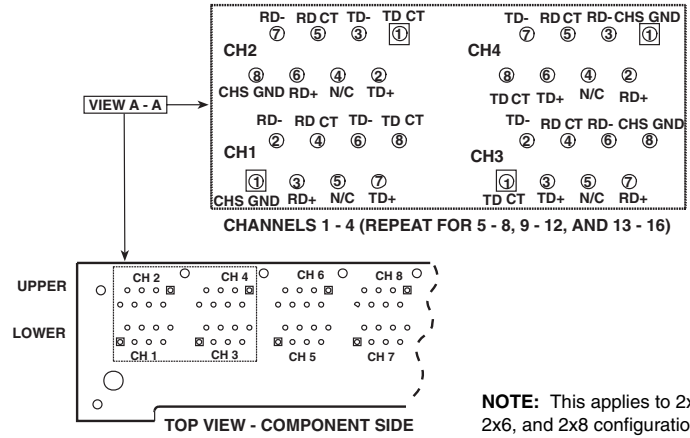 RD- RD CT TD- TD CT
7 5 3 1
CH2
8 6 4 2
CHS GND RD+ N/C TD+
TD- RD CT RD- CHS GND
7 5 3 1
CH4
8 6 4 2
TD CT TD+ N/C RD+
VIEW A - A
RD- RD CT TD- TD CT
2 4 6 8
CH1
1 3 5 7
CHS GND RD+ N/C TD+
TD- RD CT RD- CHS GND
2 4 6 8
CH3
1 3 5 7
TD CT TD+ N/C RD+
CHANNELS 1 - 4 (REPEAT FOR 5 - 8, 9 - 12, AND 13 - 16)
UPPER
CH 2 CH 4 CH 6 CH 8
LOWER
CH 1 CH 3 CH 5 CH 7
TOP VIEW - COMPONENT SIDE
NOTE: This applies to 2x
2x6, and 2x8 configuratio